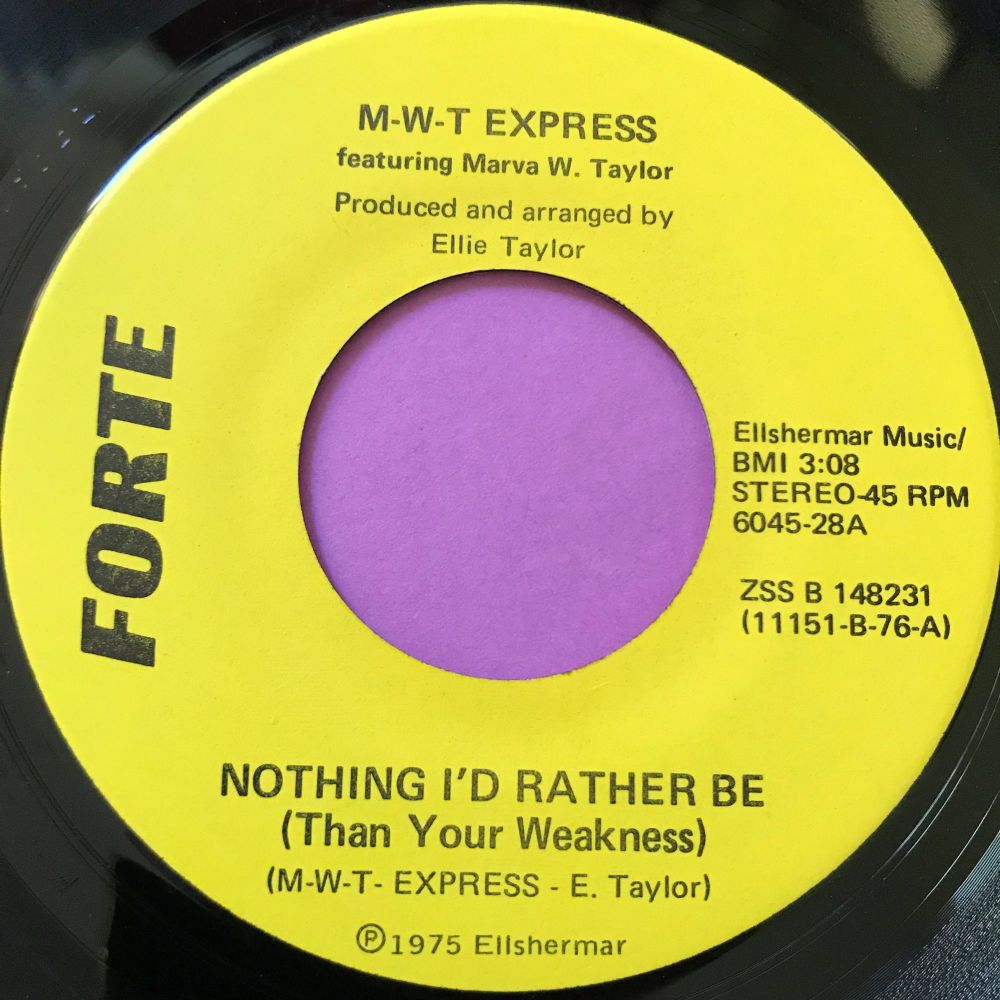 M-W-T EXPRESS
featuring Marva W. Taylor
Produced and arranged by
Ellie Taylor
FORTE
Ellshermar Music/
BMI 3:08
STEREO-45 RPM
6045-28A
ZSS B 148231
(11151-B-76-A)
NOTHING I'D RATHER BE
(Than Your Weakness)
(M-W-T- EXPRESS - E. Taylor)
Ⓟ1975 Ellshermar